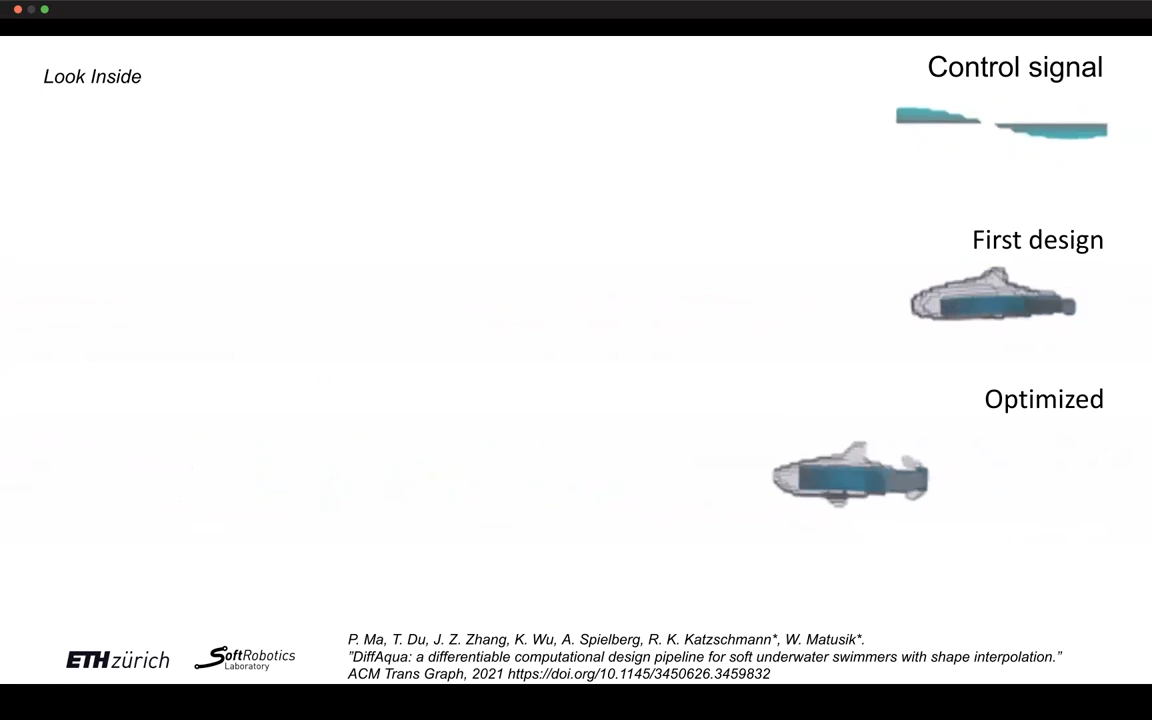 Look Inside
Control signal
First design
Optimized
ETH zürich
SoftRobotics
Laboratory
P. Ma, T. Du, J. Z. Zhang, K. Wu, A. Spielberg, R. K. Katzschmann*, W. Matusik*.
"DiffAqua: a differentiable computational design pipeline for soft underwater swimmers with shape interpolation."
ACM Trans Graph, 2021 https://doi.org/10.1145/3450626.3459832